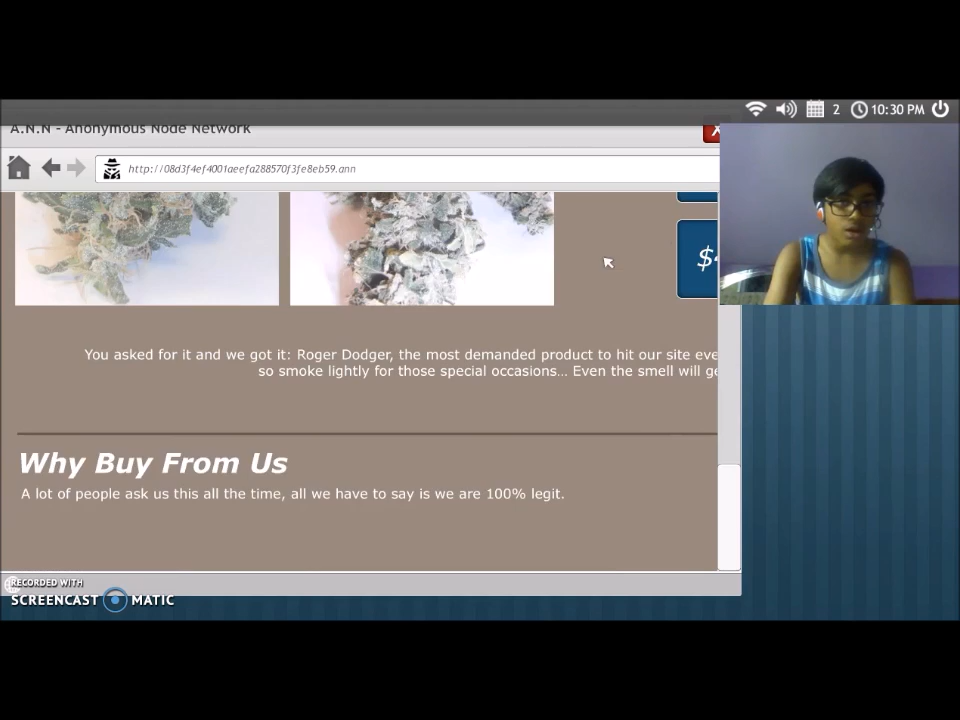 2 10:30 PM
A.N.N - Anonymous Node Network
X
http://08d3f4ef4001aeefa288570f3fe8eb59.ann
You asked for it and we got it: Roger Dodger, the most demanded product to hit our site eve
so smoke lightly for those special occasions... Even the smell will ge
Why Buy From Us
A lot of people ask us this all the time, all we have to say is we are 100% legit.
RECORDED WITH
SCREENCAST MATIC